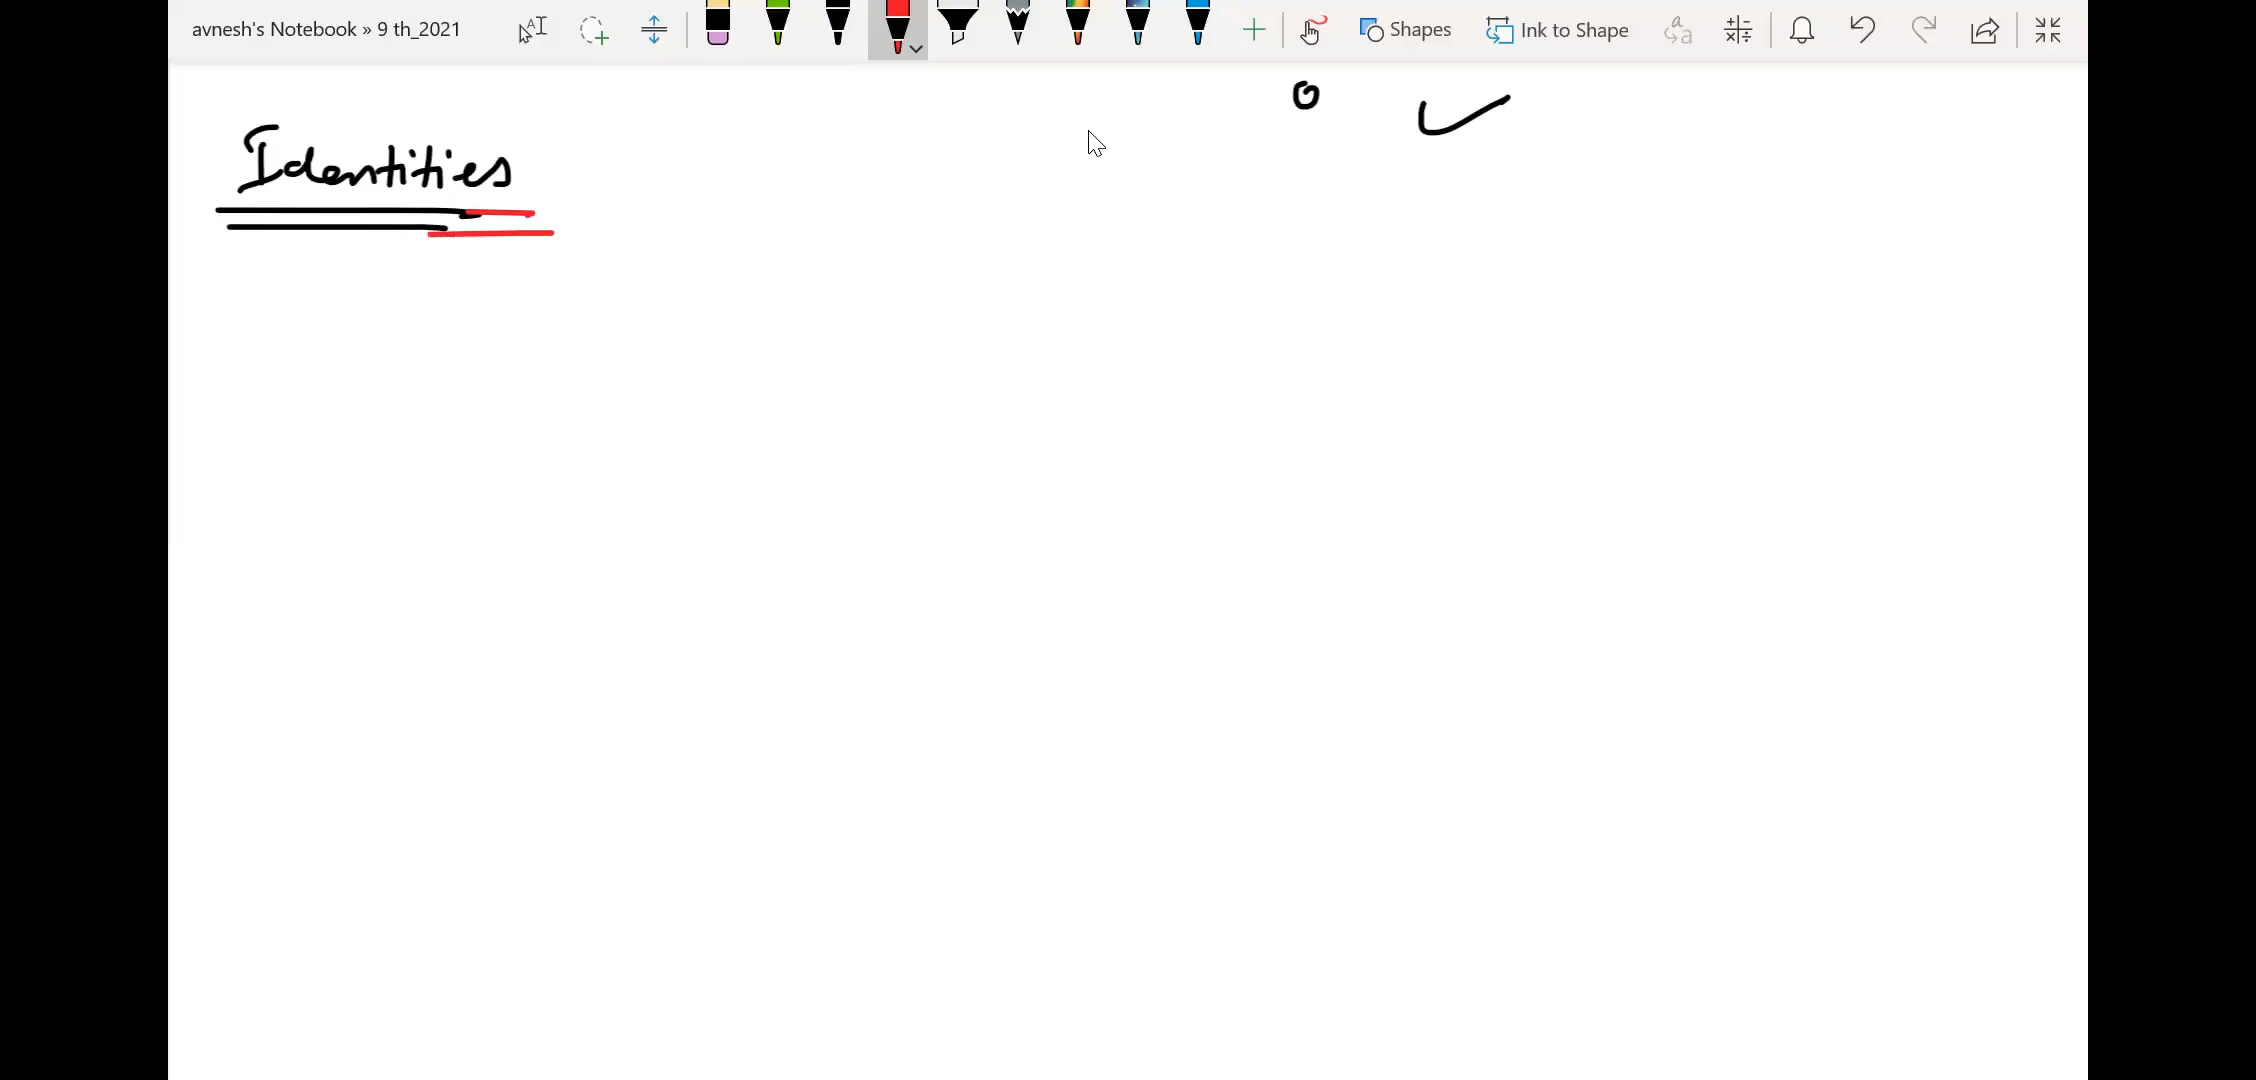 avnesh's Notebook » 9 th_2021 Shapes Ink to Shape
Identities